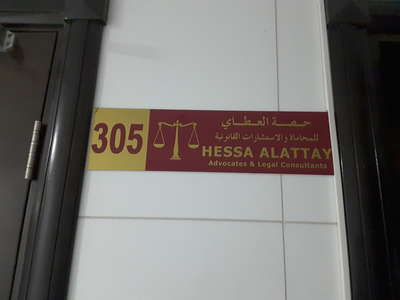 305
حصة العطاي
للمحاماة والاستشارات القانونية
HESSA ALATTAY
Advocates & Legal Consultants